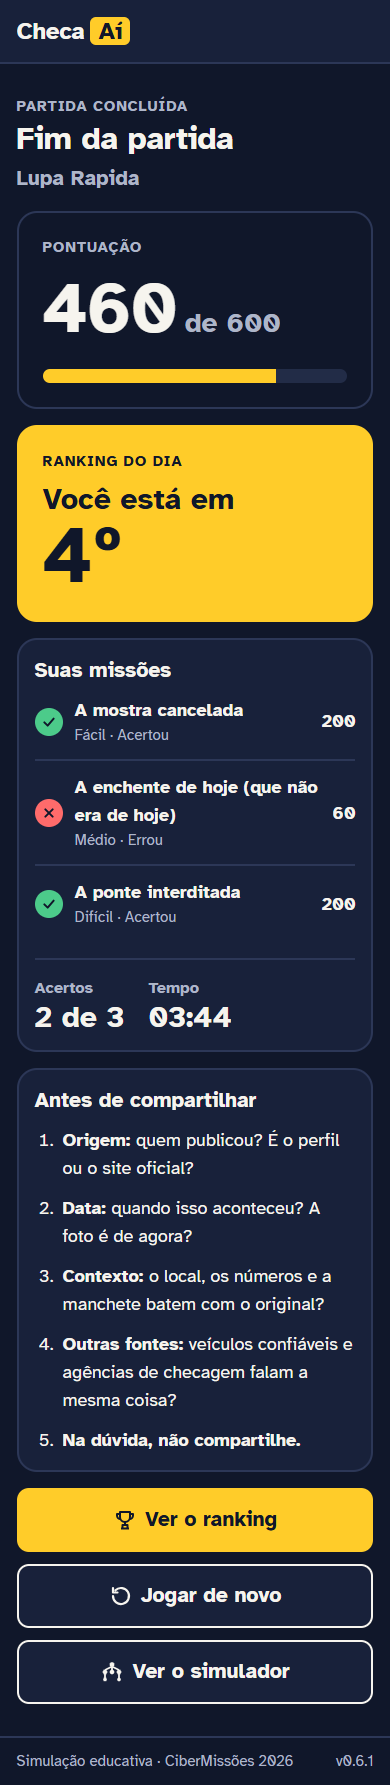 Checa Aí
PARTIDA CONCLUÍDA
Fim da partida
Lupa Rapida
PONTUAÇÃO
460 de 600
RANKING DO DIA
Você está em
4º
Suas missões
A mostra cancelada
Fácil · Acertou
200
A enchente de hoje (que não
era de hoje)
Médio · Errou
60
A ponte interditada
Difícil · Acertou
200
Acertos
2 de 3
Tempo
03:44
Antes de compartilhar
1. Origem: quem publicou? É o perfil
ou o site oficial?
2. Data: quando isso aconteceu? A
foto é de agora?
3. Contexto: o local, os números e a
manchete batem com o original?
4. Outras fontes: veículos confiáveis e
agências de checagem falam a
mesma coisa?
5. Na dúvida, não compartilhe.
Ver o ranking
Jogar de novo
Ver o simulador
Simulação educativa · CiberMissões 2026
v0.6.1